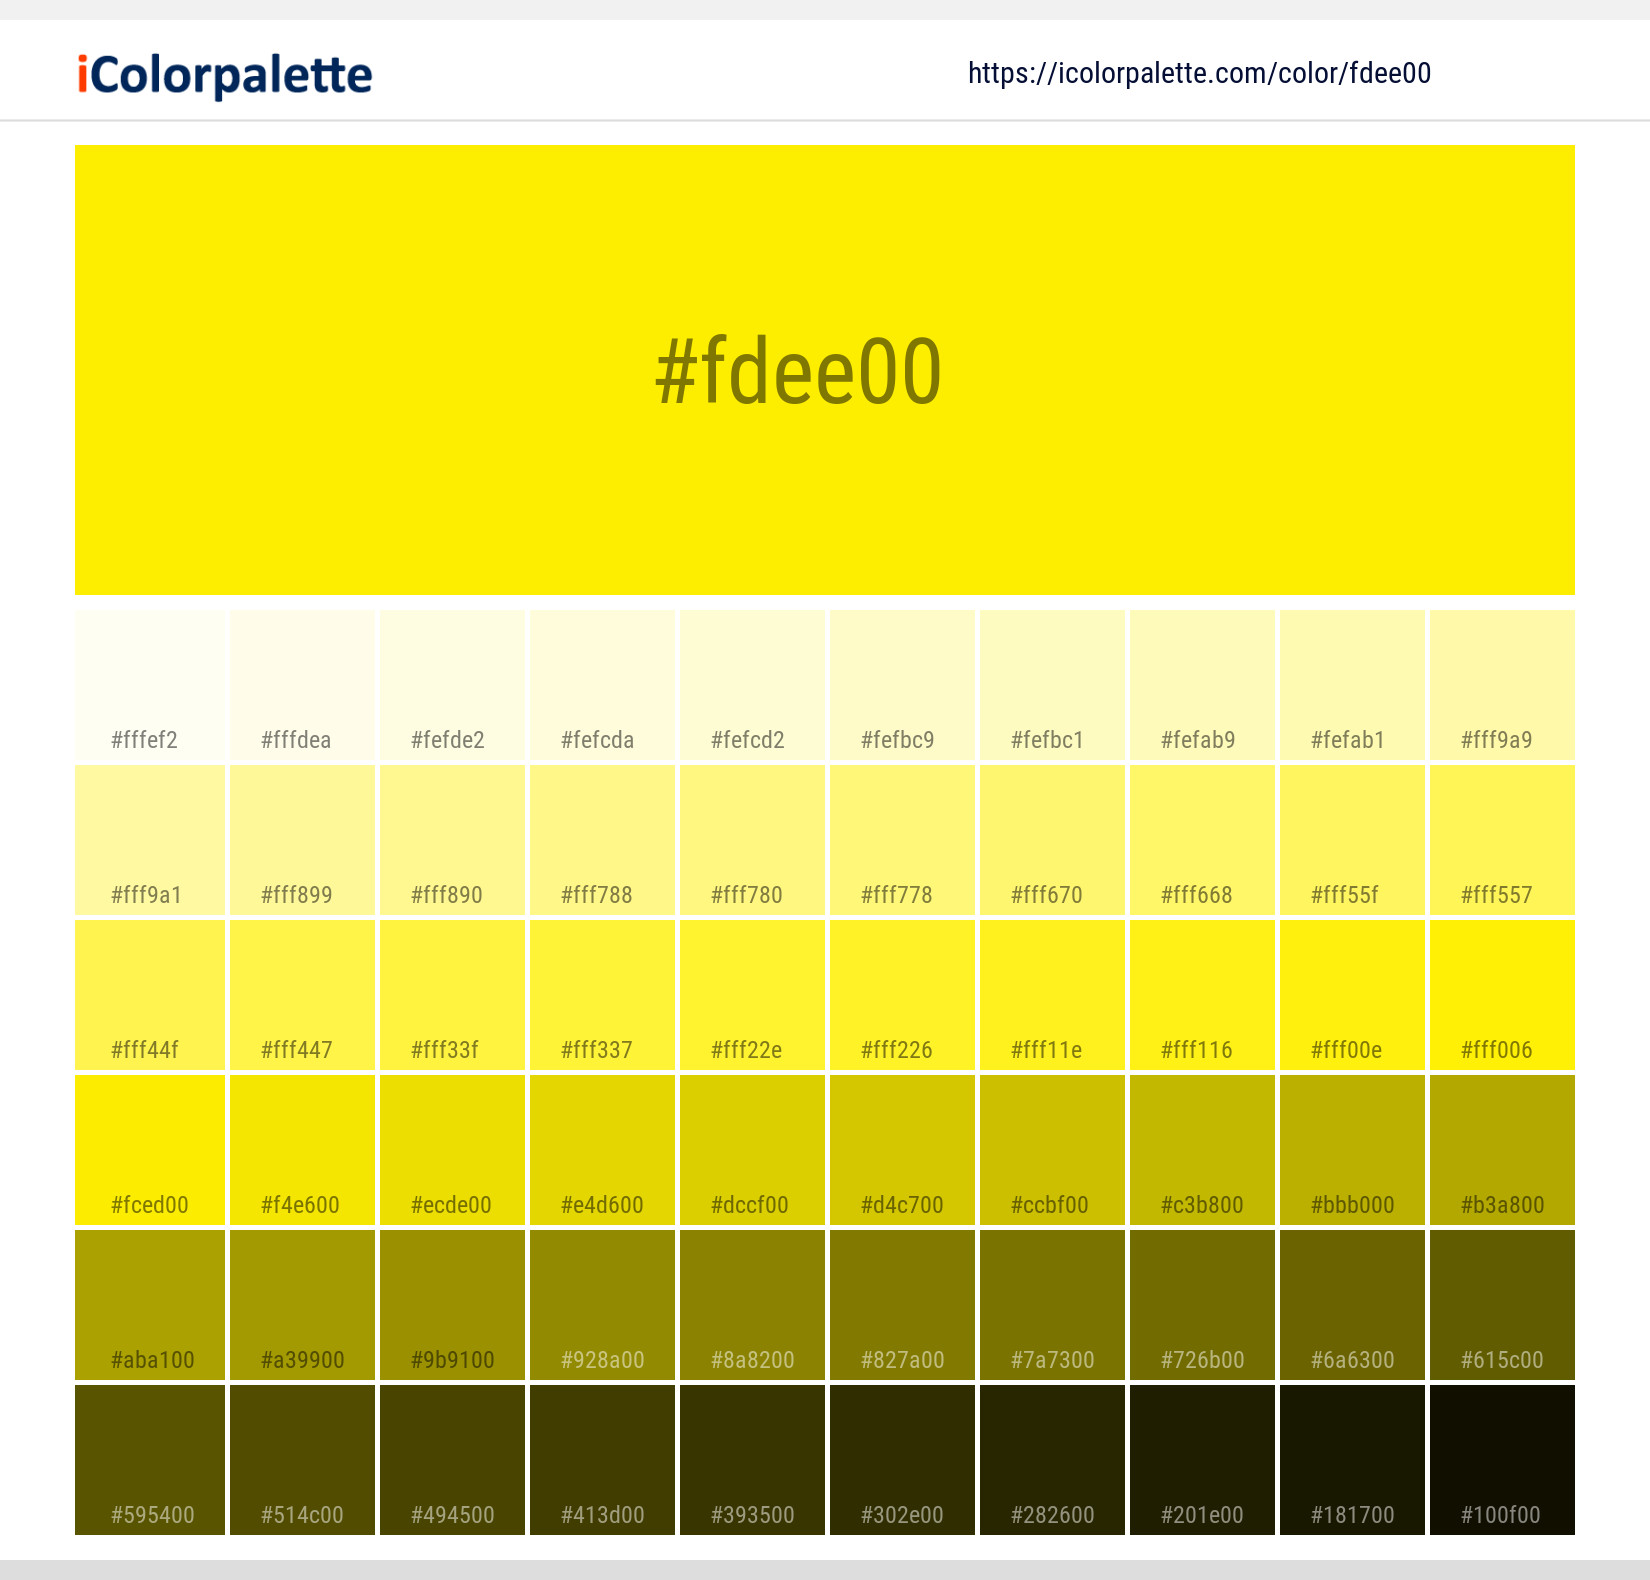 iColorpalette
https://icolorpalette.com/color/fdee00
#fdee00
#fffef2 #fffdea #fefde2 #fefcda #fefcd2 #fefbc9 #fefbc1 #fefab9 #fefab1 #fff9a9
#fff9a1 #fff899 #fff890 #fff788 #fff780 #fff778 #fff670 #fff668 #fff55f #fff557
#fff44f #fff447 #fff33f #fff337 #fff22e #fff226 #fff11e #fff116 #fff00e #fff006
#fced00 #f4e600 #ecde00 #e4d600 #dccf00 #d4c700 #ccbf00 #c3b800 #bbb000 #b3a800
#aba100 #a39900 #9b9100 #928a00 #8a8200 #827a00 #7a7300 #726b00 #6a6300 #615c00
#595400 #514c00 #494500 #413d00 #393500 #302e00 #282600 #201e00 #181700 #100f00